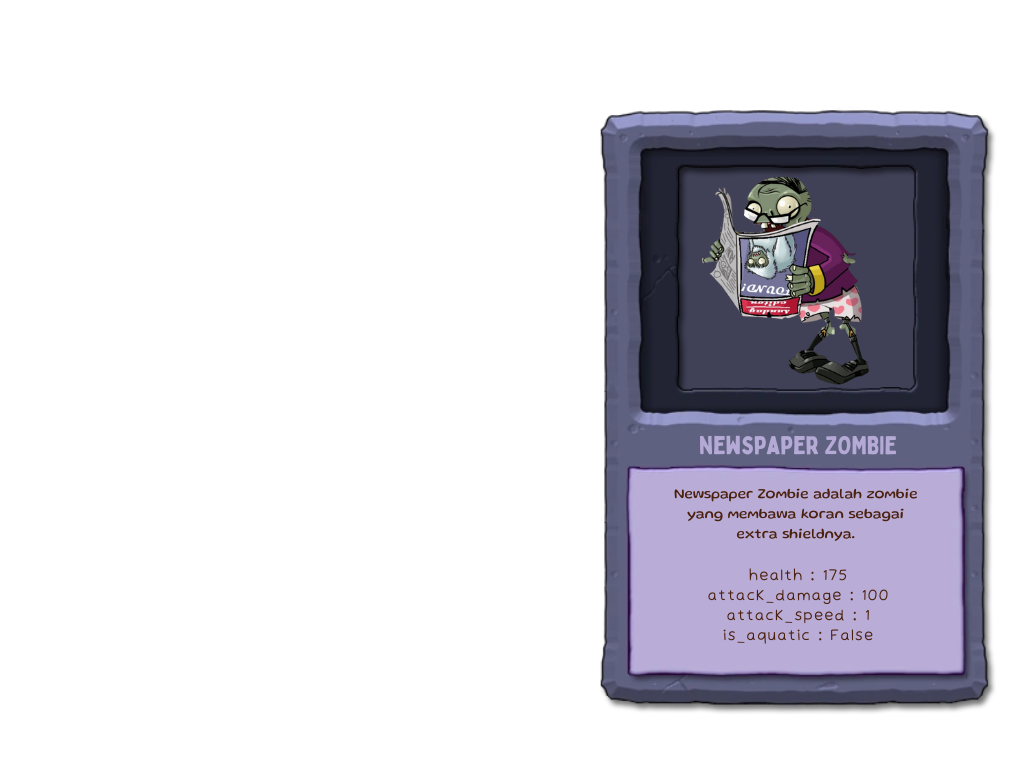 NEWSPAPER ZOMBIE
Newspaper Zombie adalah zombie
yang membawa koran sebagai
extra shieldnya.
health : 175
attack_damage : 100
attack_speed : 1
is_aquatic : False